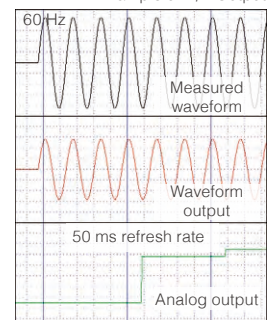 60 Hz
Measured
waveform
Waveform
output
50 ms refresh rate
Analog output